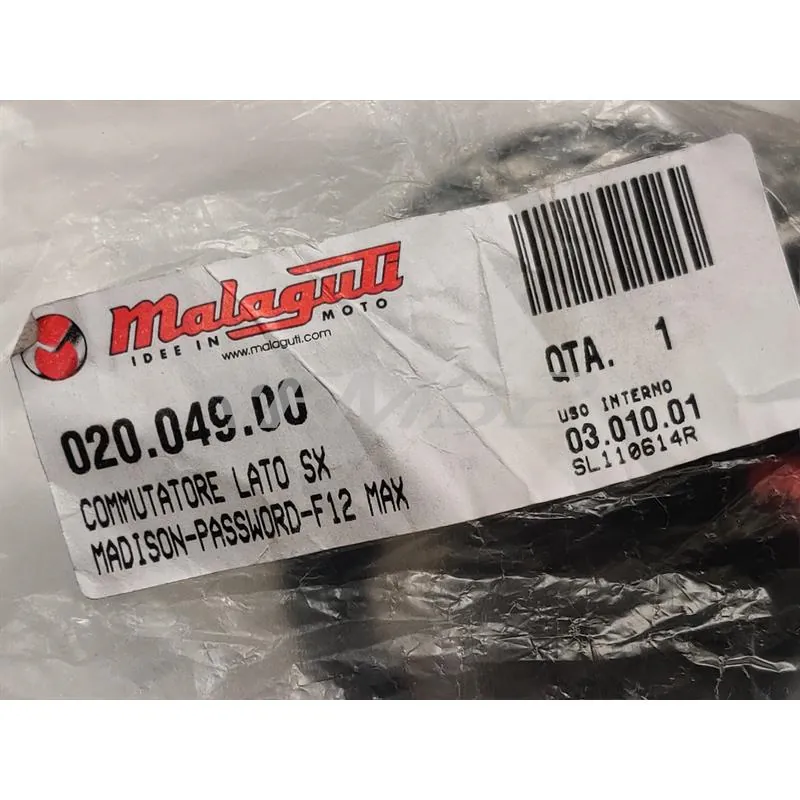 Malaguti
IDEE IN MOTO
www.malaguti.com
020.049.00
COMMUTATORE LATO SX
MADISON-PASSWORD-F12 MAX
QTA. 1
USO INTERNO
03.010.01
SL110614R